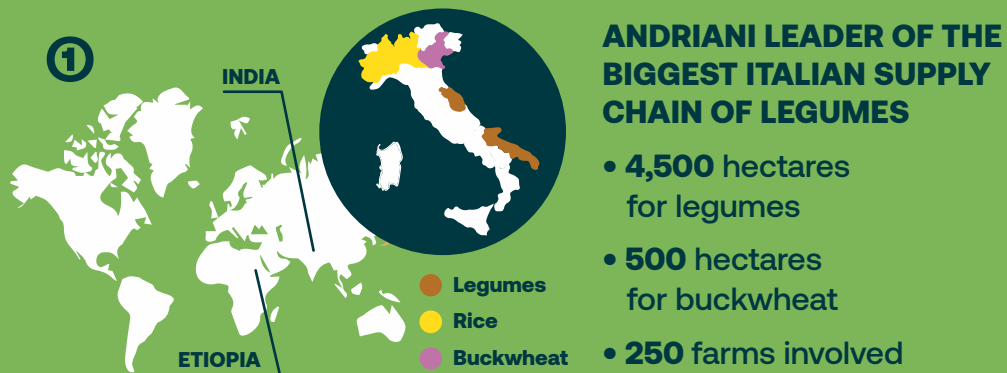 1
INDIA
ETIOPIA
Legumes
Rice
Buckwheat
ANDRIANI LEADER OF THE
BIGGEST ITALIAN SUPPLY
CHAIN OF LEGUMES
• 4,500 hectares
for legumes
• 500 hectares
for buckwheat
• 250 farms involved